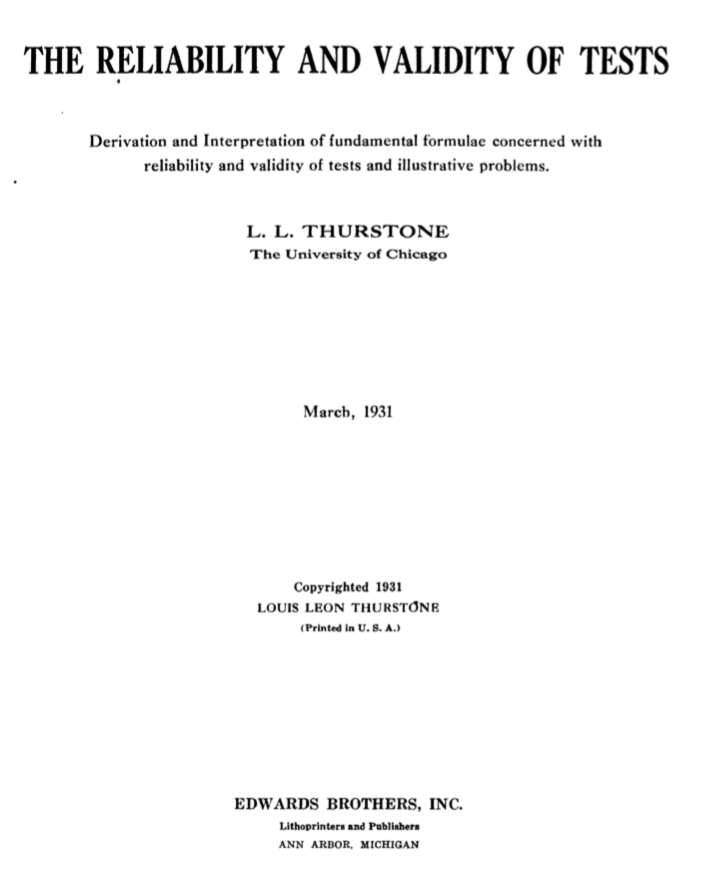 THE RELIABILITY AND VALIDITY OF TESTS
Derivation and Interpretation of fundamental formulae concerned with
reliability and validity of tests and illustrative problems.
L. L. THURSTONE
The University of Chicago
March, 1931
Copyrighted 1931
LOUIS LEON THURSTONE
(Printed in U. S. A.)
EDWARDS BROTHERS, INC.
Lithoprinters and Publishers
ANN ARBOR, MICHIGAN